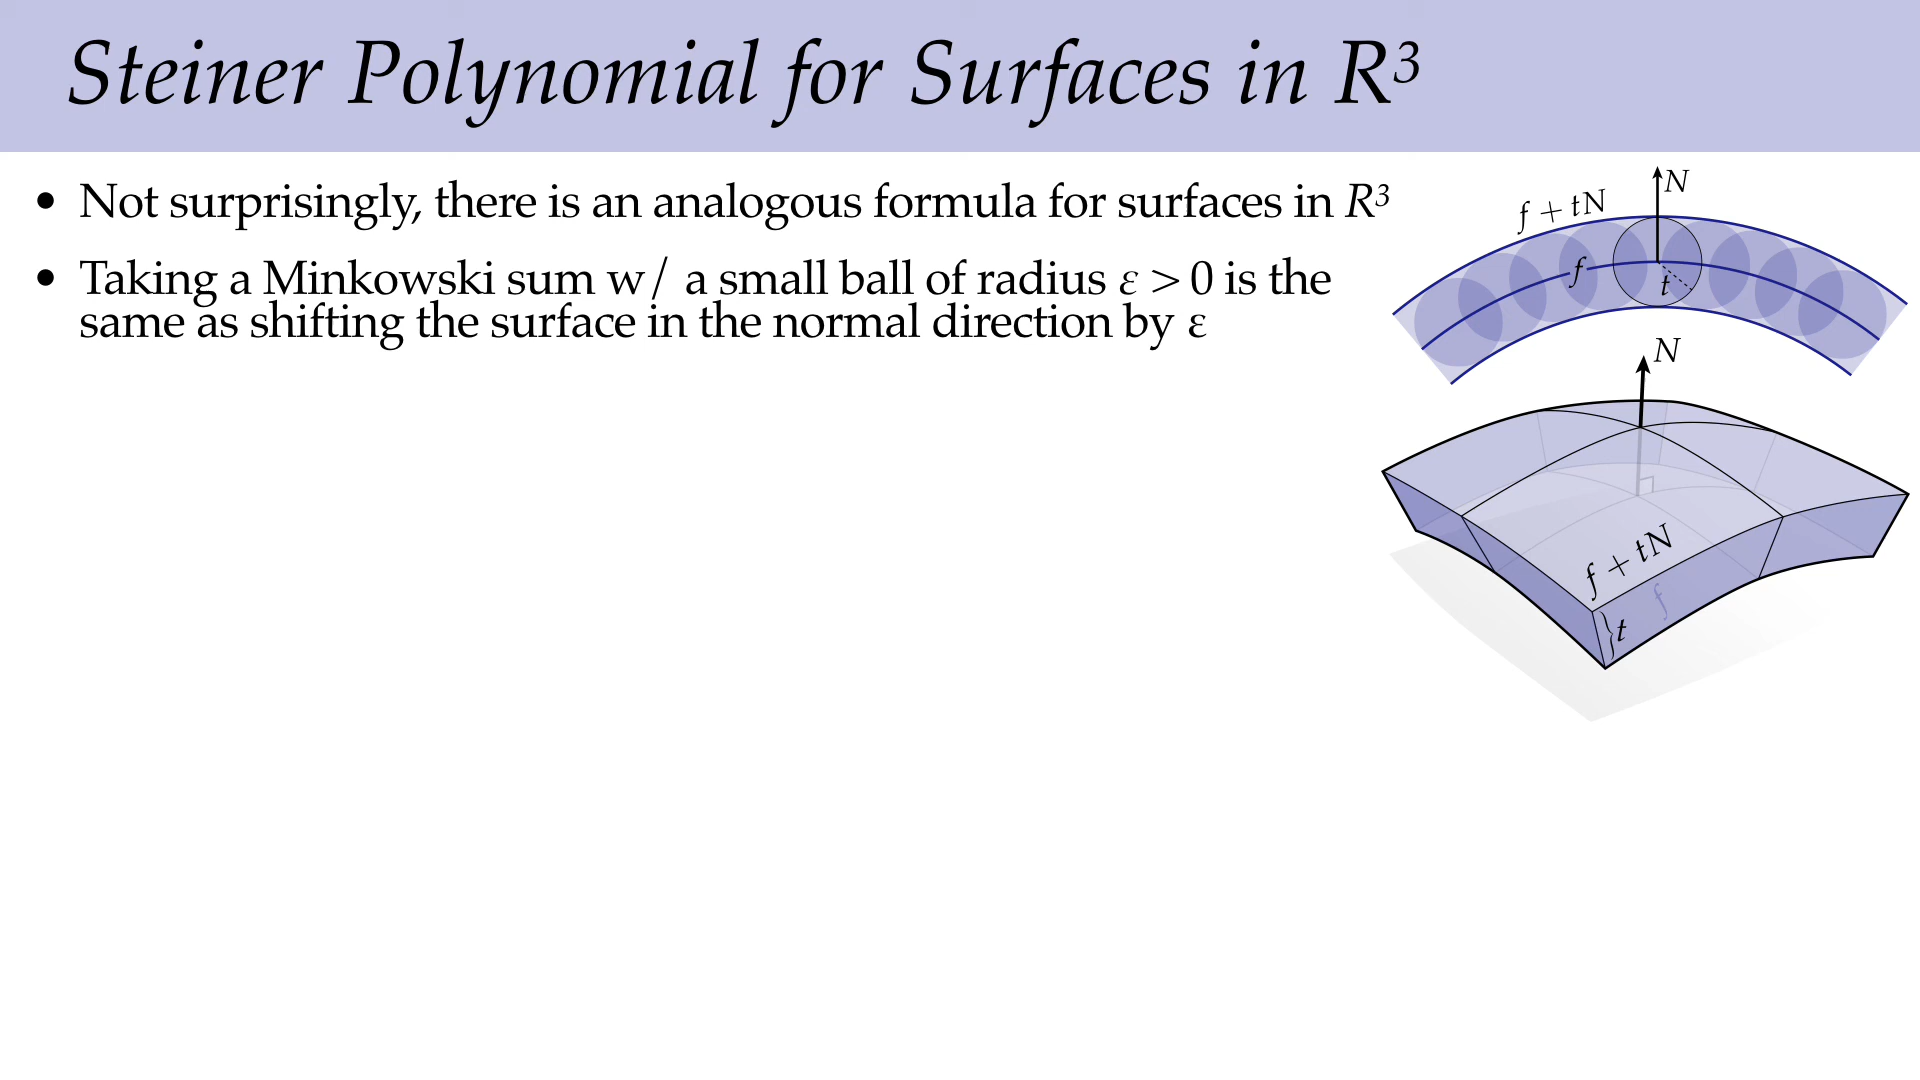 Steiner Polynomial for Surfaces in R³
• Not surprisingly, there is an analogous formula for surfaces in R³
• Taking a Minkowski sum w/ a small ball of radius ε > 0 is the
same as shifting the surface in the normal direction by ε
N
f + tN
f
t
N
f + tN
f
t